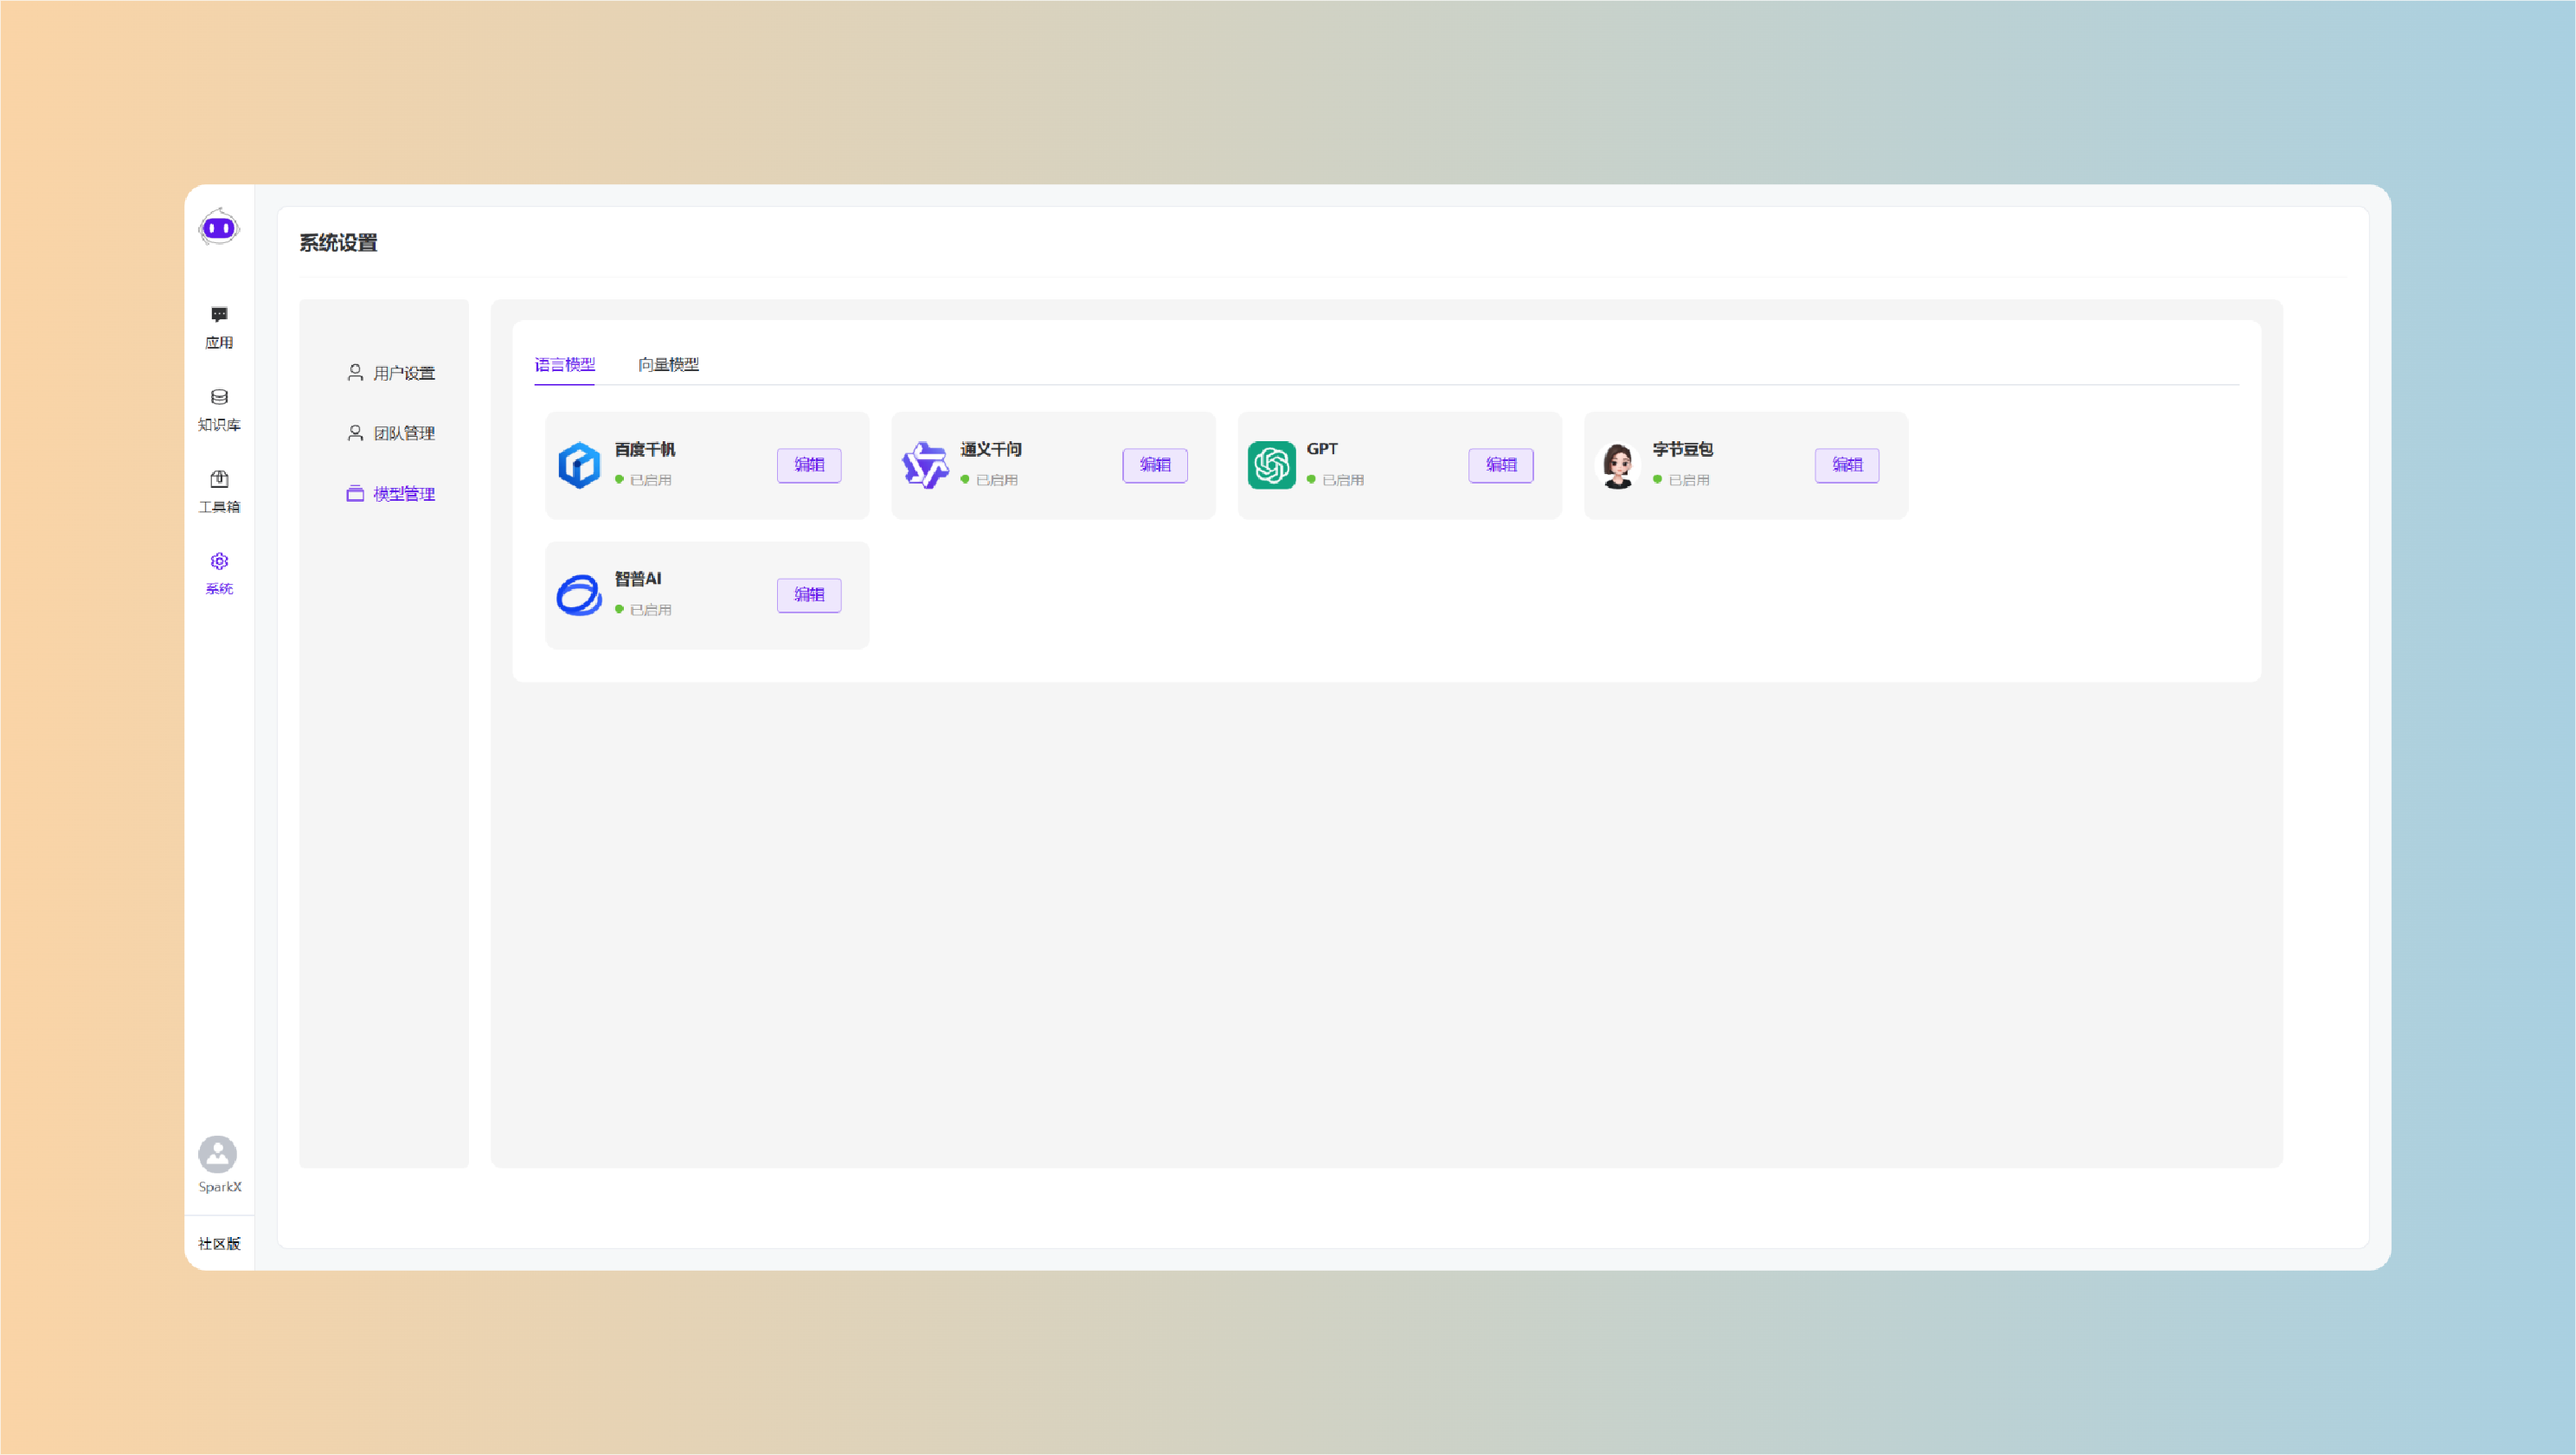 系统设置
应用
知识库
工具箱
系统
SparkX
社区版
用户设置
团队管理
模型管理
语言模型 向量模型
百度千帆
已启用
编辑
通义千问
已启用
编辑
GPT
已启用
编辑
字节豆包
已启用
编辑
智普AI
已启用
编辑